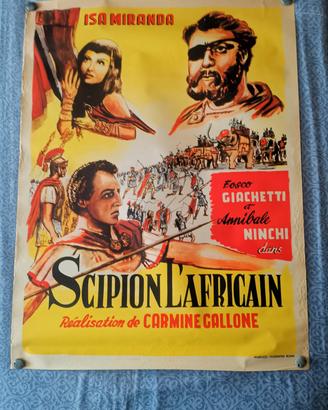 ISA MIRANDA
Fosco
GIACHETTI
et
Annibale
NINCHI
dans
SCIPION L'AFRICAIN
Réalisation de CARMINE GALLONE